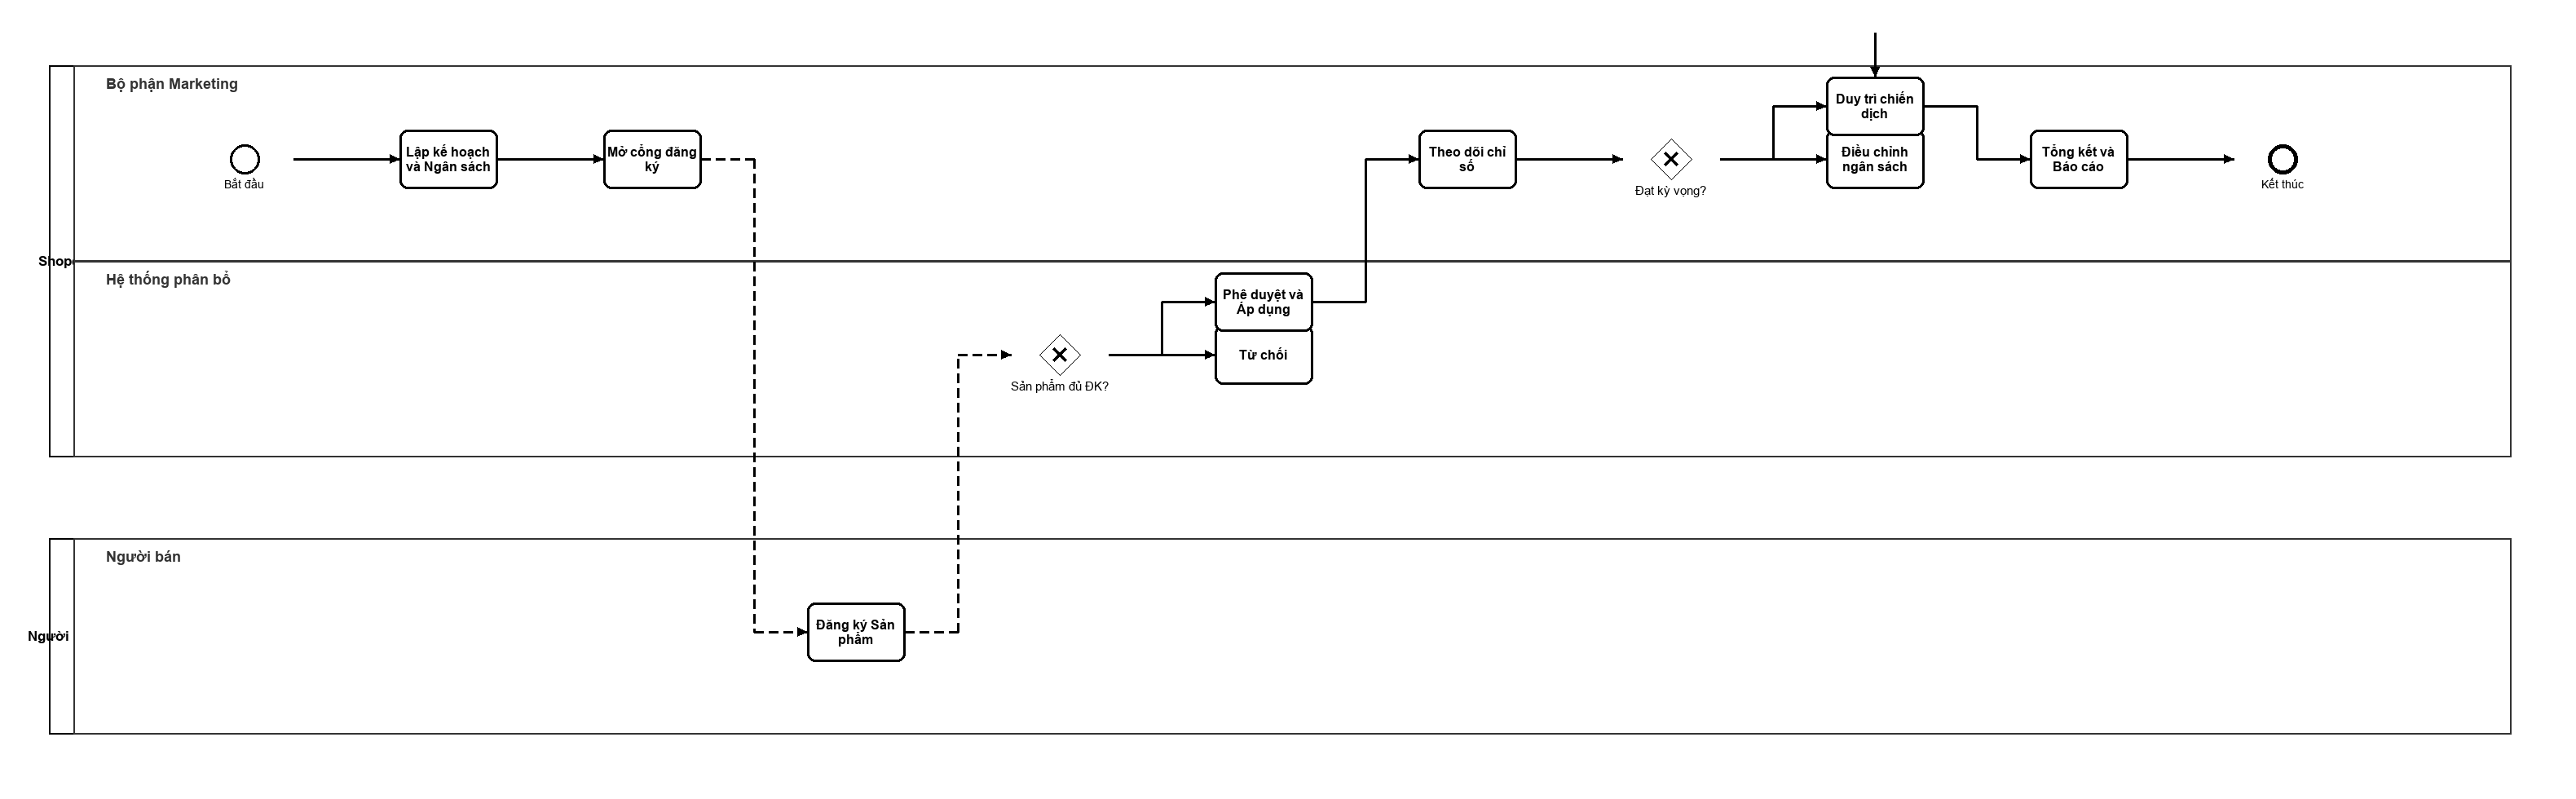 Bộ phận Marketing
Bắt đầu
Lập kế hoạch
và Ngân sách
Mở cổng đăng
ký
Theo dõi chỉ
số
Đạt kỳ vọng?
Duy trì chiến
dịch
Điều chỉnh
ngân sách
Tổng kết và
Báo cáo
Kết thúc
Shop
Hệ thống phân bổ
Sản phẩm đủ ĐK?
Phê duyệt và
Áp dụng
Từ chối
Người bán
Người
Đăng ký Sản
phẩm